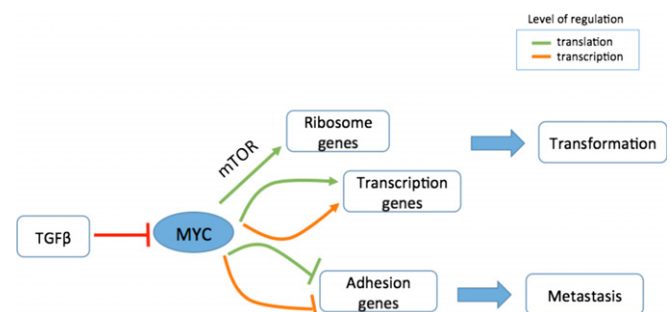 Level of regulation
translation
transcription
Ribosome
genes
mTOR
Transformation
Transcription
genes
TGFβ
MYC
Adhesion
genes
Metastasis